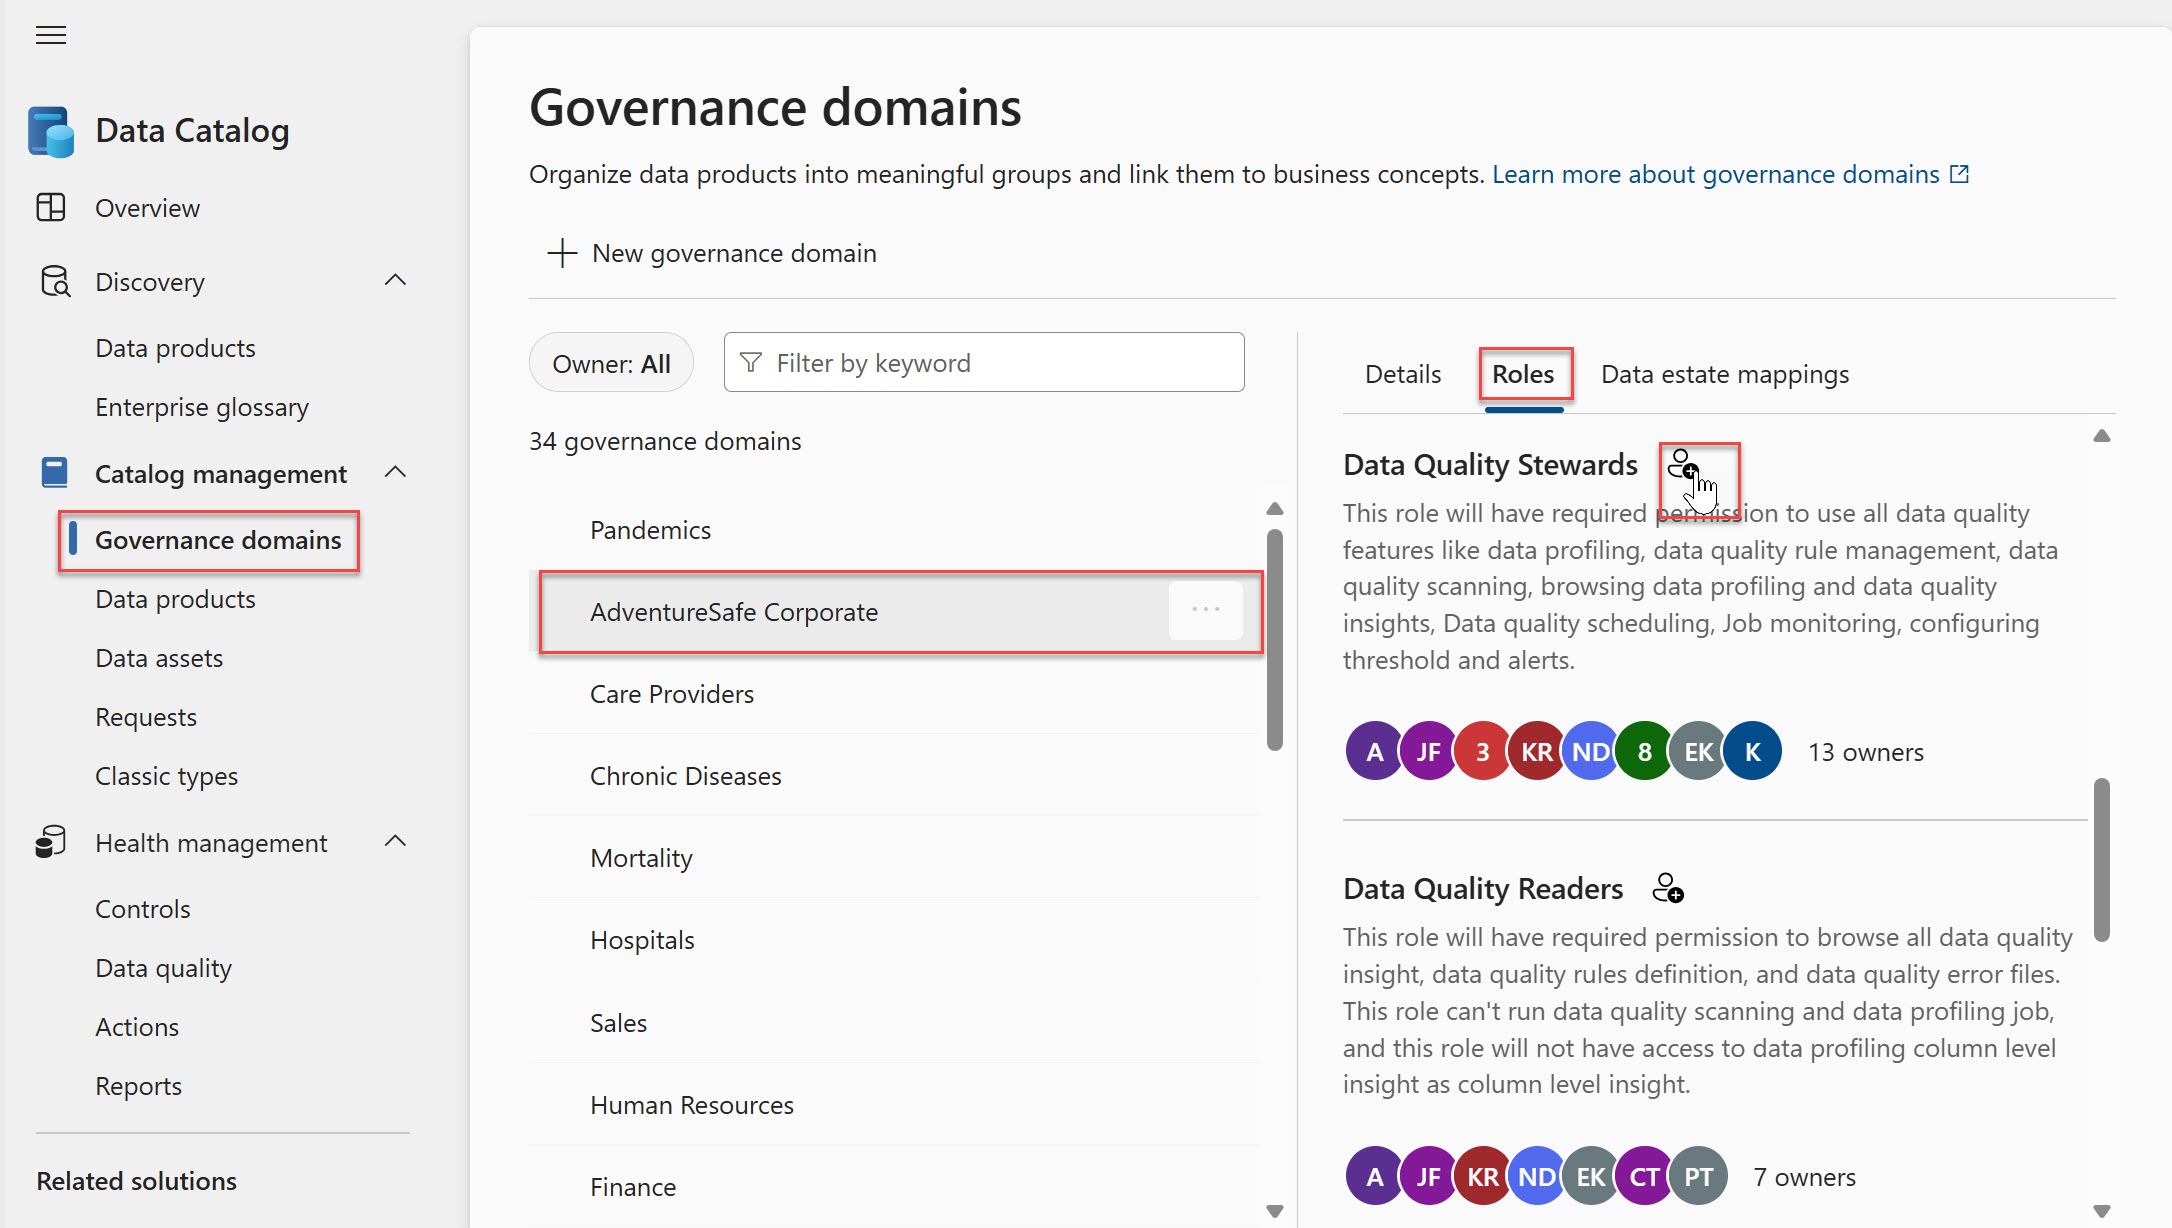 Data Catalog
Overview
Discovery
Data products
Enterprise glossary
Catalog management
Governance domains
Data products
Data assets
Requests
Classic types
Health management
Controls
Data quality
Actions
Reports
Related solutions
Governance domains
Organize data products into meaningful groups and link them to business concepts. Learn more about governance domains
New governance domain
Owner: All
Filter by keyword
34 governance domains
Pandemics
AdventureSafe Corporate
Care Providers
Chronic Diseases
Mortality
Hospitals
Sales
Human Resources
Finance
Details Roles Data estate mappings
Data Quality Stewards
This role will have required permission to use all data quality
features like data profiling, data quality rule management, data
quality scanning, browsing data profiling and data quality
insights, Data quality scheduling, Job monitoring, configuring
threshold and alerts.
A JF 3 KR ND 8 EK K 13 owners
Data Quality Readers
This role will have required permission to browse all data quality
insight, data quality rules definition, and data quality error files.
This role can't run data quality scanning and data profiling job,
and this role will not have access to data profiling column level
insight as column level insight.
A JF KR ND EK CT PT 7 owners